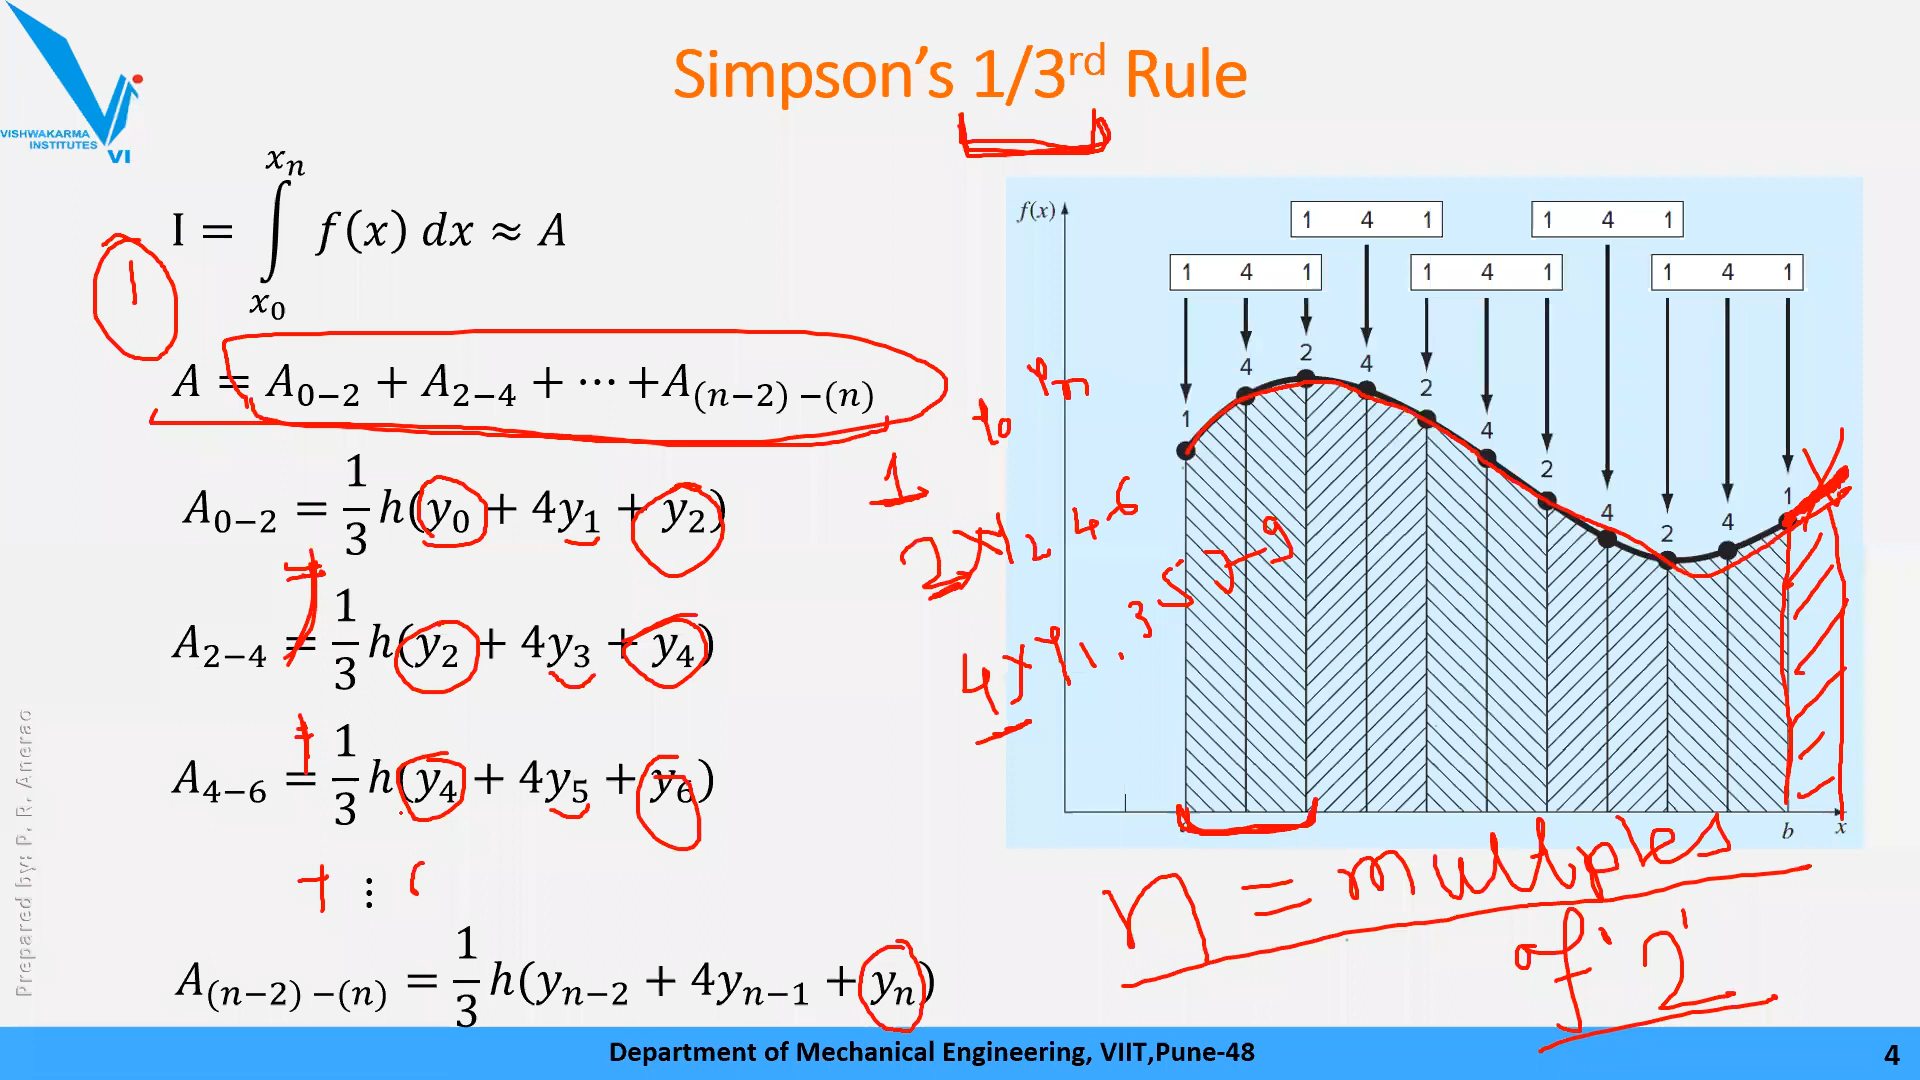 Simpson's 1/3rd Rule
VISHWAKARMA
INSTITUTES
VI
I = ∫ f(x) dx ≈ A
xn
x0
1
A = A0−2 + A2−4 + ⋯ +A(n−2) −(n)
A0−2 = 1/3 h(y0 + 4y1 + y2)
+
A2−4 = 1/3 h(y2 + 4y3 + y4)
+
A4−6 = 1/3 h(y4 + 4y5 + y6)
+ ⋮
A(n−2) −(n) = 1/3 h(yn−2 + 4yn−1 + yn)
f(x)
1 4 1 1 4 1
1 4 1 1 4 1 1 4 1
1 4 2 4 2 4 2 4 2 4 1
b x
1 y0 yn
2 × y2 4 6
4 × y1, 3 5 7 9
n = multiples
of '2'
Prepared by: P. R. Anerao
Department of Mechanical Engineering, VIIT,Pune-48
4